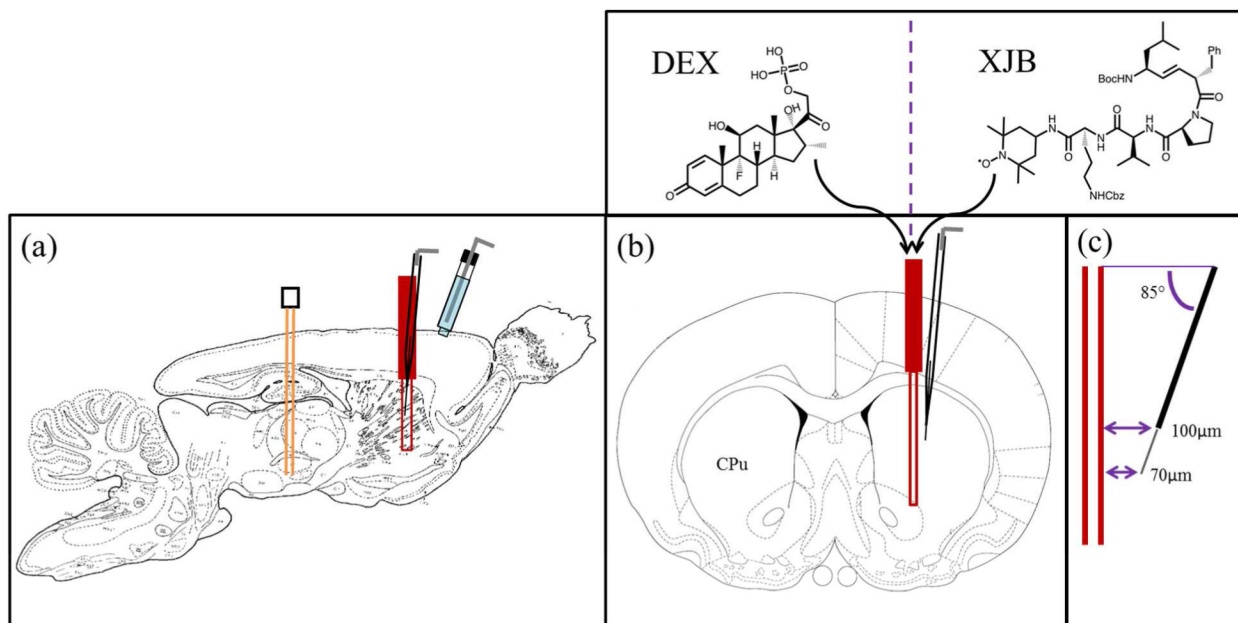 DEX
XJB
HO
HO
P
O
O
OH
O
HO
F
H
H
H
O
Ph
BocHN
O
N
O
H
N
O
H
N
O
H
N
O
H
N
N
•O
NHCbz
(a)
(b)
CPu
(c)
85°
100μm
70μm